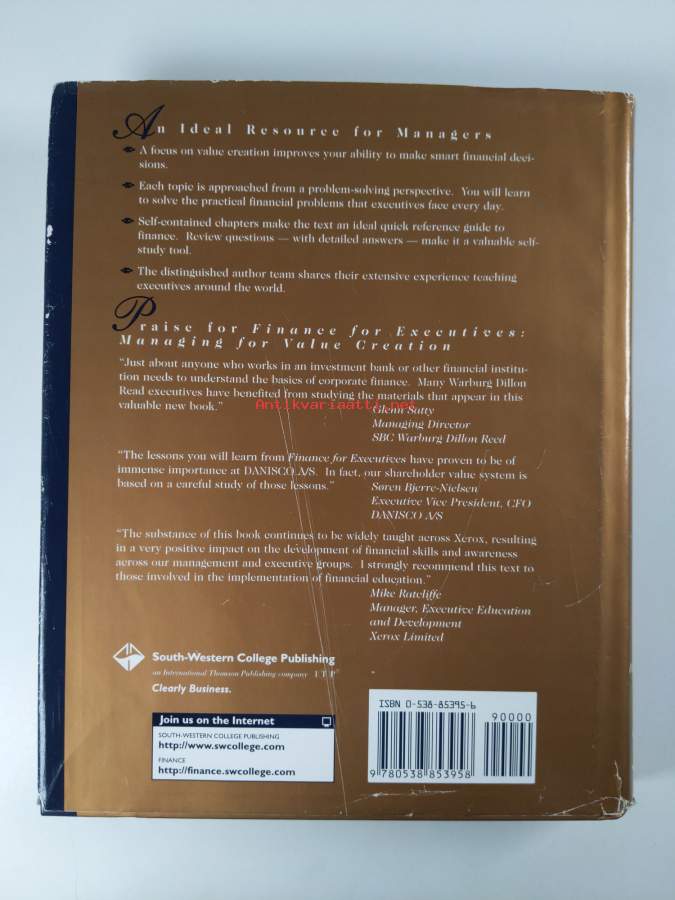 An Ideal Resource for Managers
A focus on value creation improves your ability to make smart financial deci-
sions.
Each topic is approached from a problem-solving perspective. You will learn
to solve the practical financial problems that executives face every day.
Self-contained chapters make the text an ideal quick reference guide to
finance. Review questions — with detailed answers — make it a valuable self-
study tool.
The distinguished author team shares their extensive experience teaching
executives around the world.
Praise for Finance for Executives:
Managing for Value Creation
“Just about anyone who works in an investment bank or other financial institu-
tion needs to understand the basics of corporate finance. Many Warburg Dillon
Read executives have benefited from studying the materials that appear in this
valuable new book.”
Antikvariaatti.net
Glenn Satty
Managing Director
SBC Warburg Dillon Reed
“The lessons you will learn from Finance for Executives have proven to be of
immense importance at DANISCO A/S. In fact, our shareholder value system is
based on a careful study of those lessons.”
Søren Bjerre-Nielsen
Executive Vice President, CFO
DANISCO A/S
“The substance of this book continues to be widely taught across Xerox, resulting
in a very positive impact on the development of financial skills and awareness
across our management and executive groups. I strongly recommend this text to
those involved in the implementation of financial education.”
Mike Ratcliffe
Manager, Executive Education
and Development
Xerox Limited
South-Western College Publishing
an International Thomson Publishing company I T P®
Clearly Business.
Join us on the Internet
SOUTH-WESTERN COLLEGE PUBLISHING
http://www.swcollege.com
FINANCE
http://finance.swcollege.com
ISBN 0-538-85395-6
90000
9 780538 853958